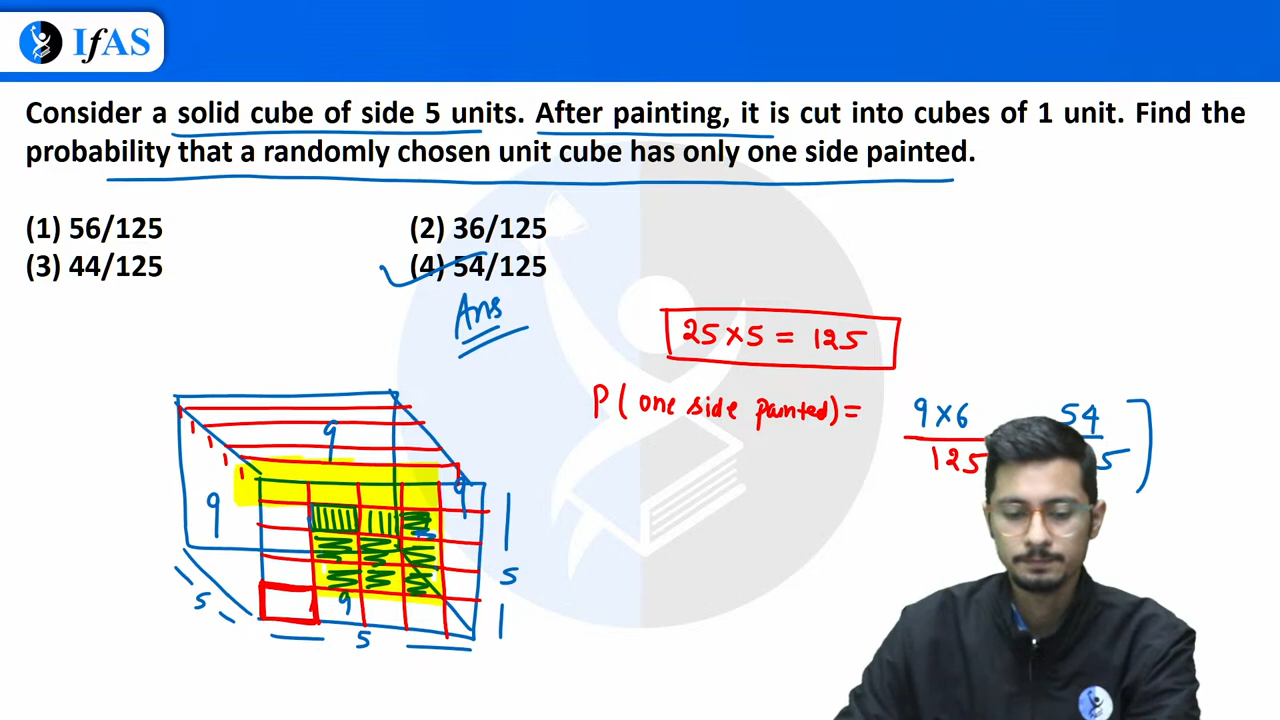 IfAS
Consider a solid cube of side 5 units. After painting, it is cut into cubes of 1 unit. Find the
probability that a randomly chosen unit cube has only one side painted.
(1) 56/125 (2) 36/125
(3) 44/125 (4) 54/125
Ans
25 × 5 = 125
P ( one side painted) = 9 × 6 54
125 5
9
9
9
9
5
5
5